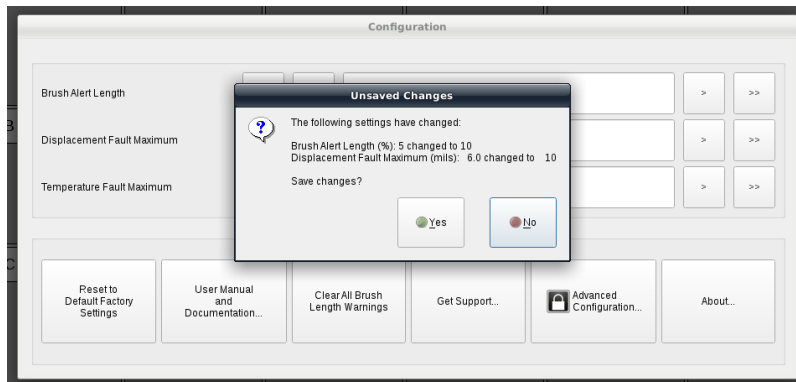 Configuration
Brush Alert Length
>
>>
Unsaved Changes
The following settings have changed:
Brush Alert Length (%): 5 changed to 10
Displacement Fault Maximum (mils): 6.0 changed to 10
Save changes?
Yes
No
B
Displacement Fault Maximum
>
>>
Temperature Fault Maximum
>
>>
C
Reset to
Default Factory
Settings
User Manual
and
Documentation...
Clear All Brush
Length Warnings
Get Support...
Advanced
Configuration...
About...